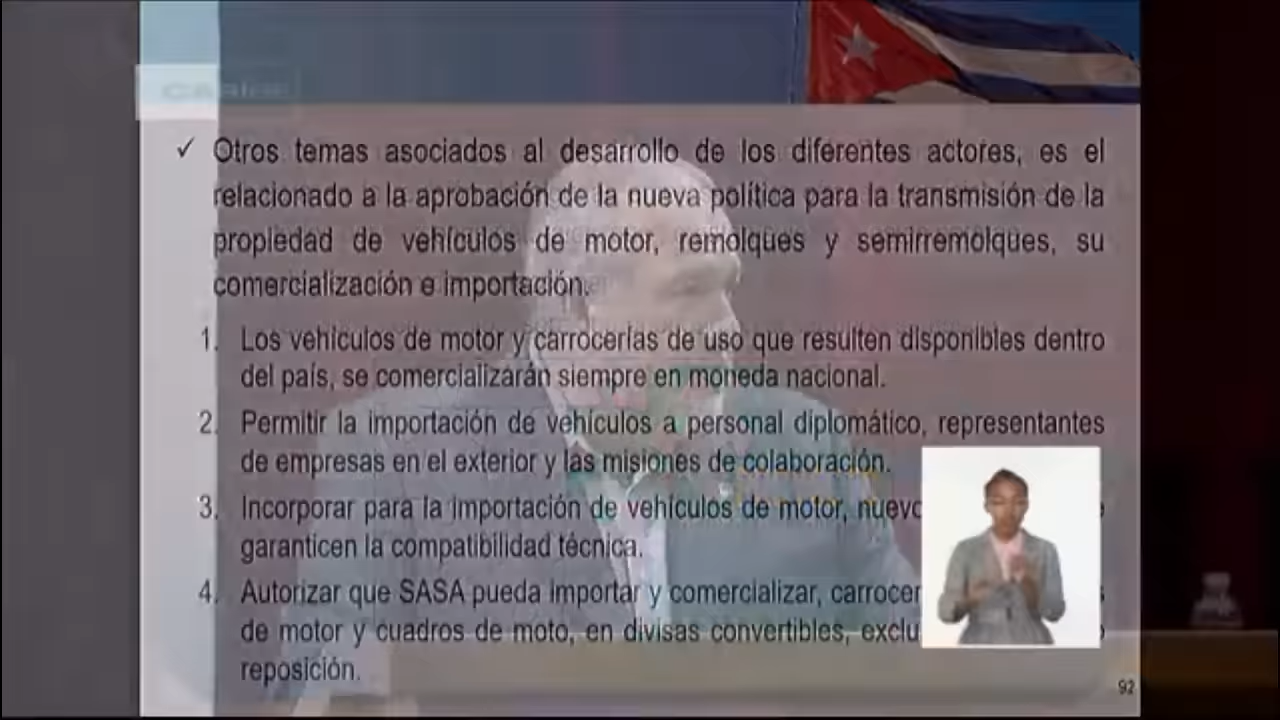 ✓ Otros temas asociados al desarrollo de los diferentes actores, es el
relacionado a la aprobación de la nueva política para la transmisión de la
propiedad de vehículos de motor, remolques y semirremolques, su
comercialización e importación.
1. Los vehículos de motor y carrocerías de uso que resulten disponibles dentro
del país, se comercializarán siempre en moneda nacional.
2. Permitir la importación de vehículos a personal diplomático, representantes
de empresas en el exterior y las misiones de colaboración.
3. Incorporar para la importación de vehículos de motor,
garanticen la compatibilidad técnica.
4. Autorizar que SASA pueda importar y comercializar,
de motor y cuadros de moto, en divisas convertibles,
reposición.
92